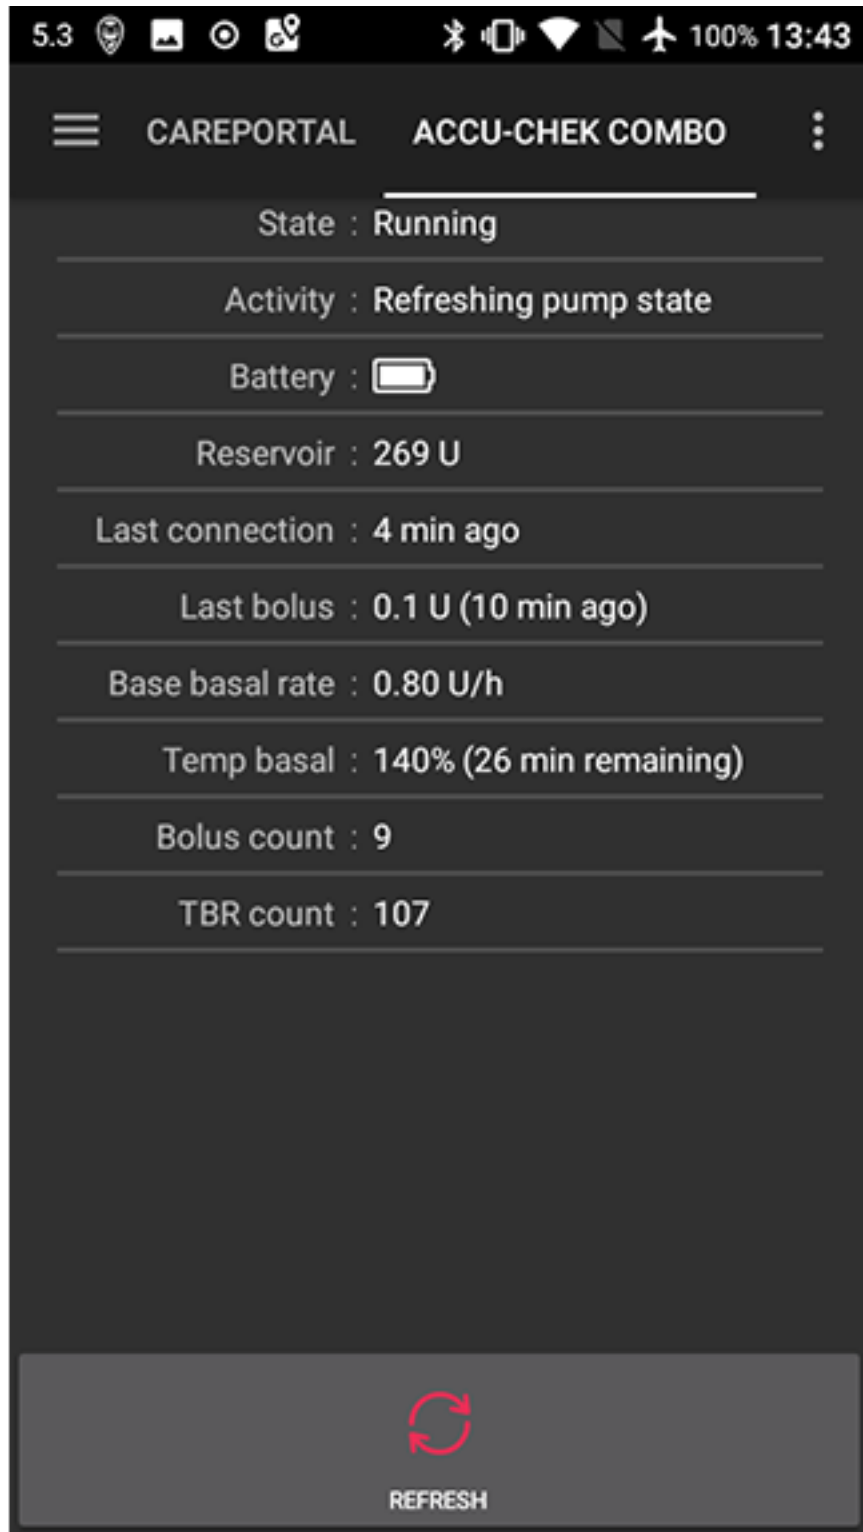 5.3 100% 13:43
CAREPORTAL ACCU-CHEK COMBO
State : Running
Activity : Refreshing pump state
Battery :
Reservoir : 269 U
Last connection : 4 min ago
Last bolus : 0.1 U (10 min ago)
Base basal rate : 0.80 U/h
Temp basal : 140% (26 min remaining)
Bolus count : 9
TBR count : 107
REFRESH